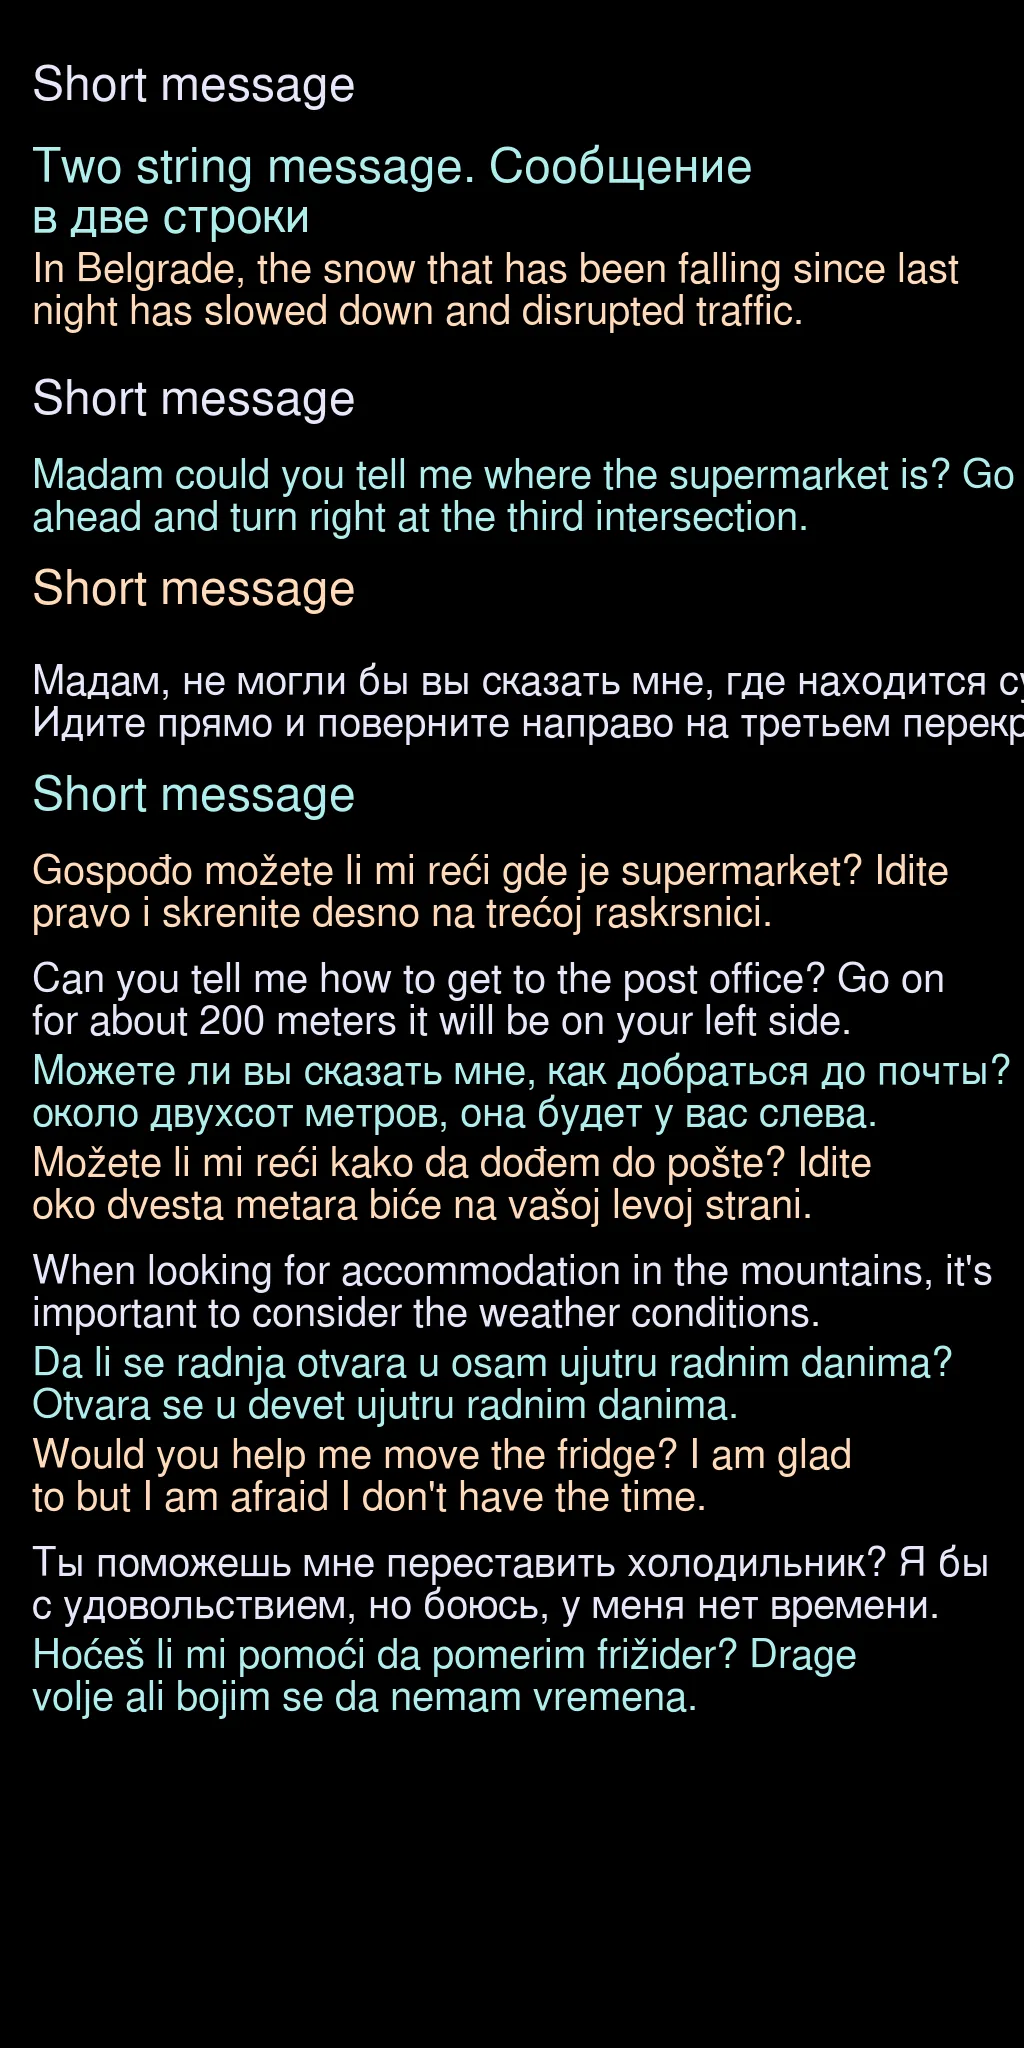 Short message
Two string message. Сообщение
в две строки
In Belgrade, the snow that has been falling since last
night has slowed down and disrupted traffic.
Short message
Madam could you tell me where the supermarket is? Go
ahead and turn right at the third intersection.
Short message
Мадам, не могли бы вы сказать мне, где находится
Идите прямо и поверните направо на третьем
Short message
Gospođo možete li mi reći gde je supermarket? Idite
pravo i skrenite desno na trećoj raskrsnici.
Can you tell me how to get to the post office? Go on
for about 200 meters it will be on your left side.
Можете ли вы сказать мне, как добраться до почты?
около двухсот метров, она будет у вас слева.
Možete li mi reći kako da dođem do pošte? Idite
oko dvesta metara biće na vašoj levoj strani.
When looking for accommodation in the mountains, it's
important to consider the weather conditions.
Da li se radnja otvara u osam ujutru radnim danima?
Otvara se u devet ujutru radnim danima.
Would you help me move the fridge? I am glad
to but I am afraid I don't have the time.
Ты поможешь мне переставить холодильник? Я бы
с удовольствием, но боюсь, у меня нет времени.
Hoćeš li mi pomoći da pomerim frižider? Drage
volje ali bojim se da nemam vremena.